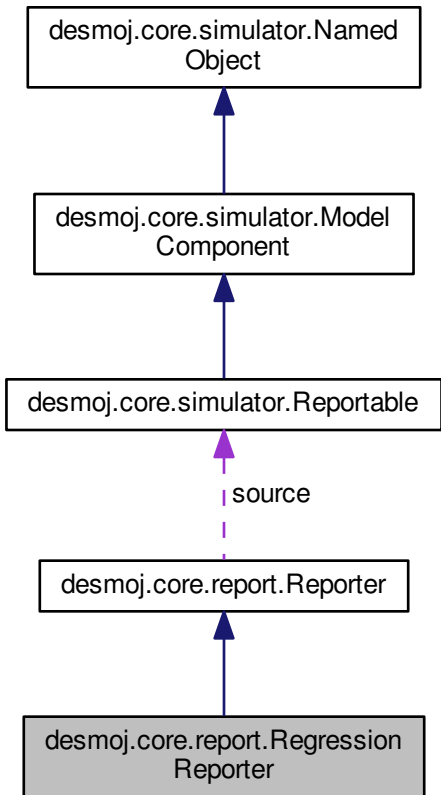 desmoj.core.simulator.Named
Object
desmoj.core.simulator.Model
Component
desmoj.core.simulator.Reportable
source
desmoj.core.report.Reporter
desmoj.core.report.Regression
Reporter